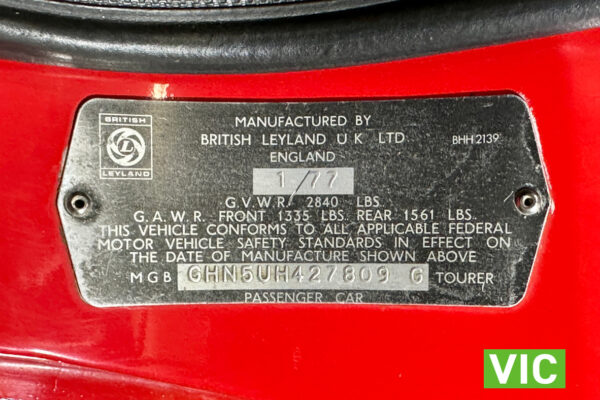 BRITISH
LEYLAND
MANUFACTURED BY
BRITISH LEYLAND U K LTD
BHH 2139
ENGLAND
1/77
G.V.W.R. 2840 LBS.
G.A.W.R. FRONT 1335 LBS. REAR 1561 LBS.
THIS VEHICLE CONFORMS TO ALL APPLICABLE FEDERAL
MOTOR VEHICLE SAFETY STANDARDS IN EFFECT ON
THE DATE OF MANUFACTURE SHOWN ABOVE
MGB GHN5UH427809 G TOURER
PASSENGER CAR
VIC